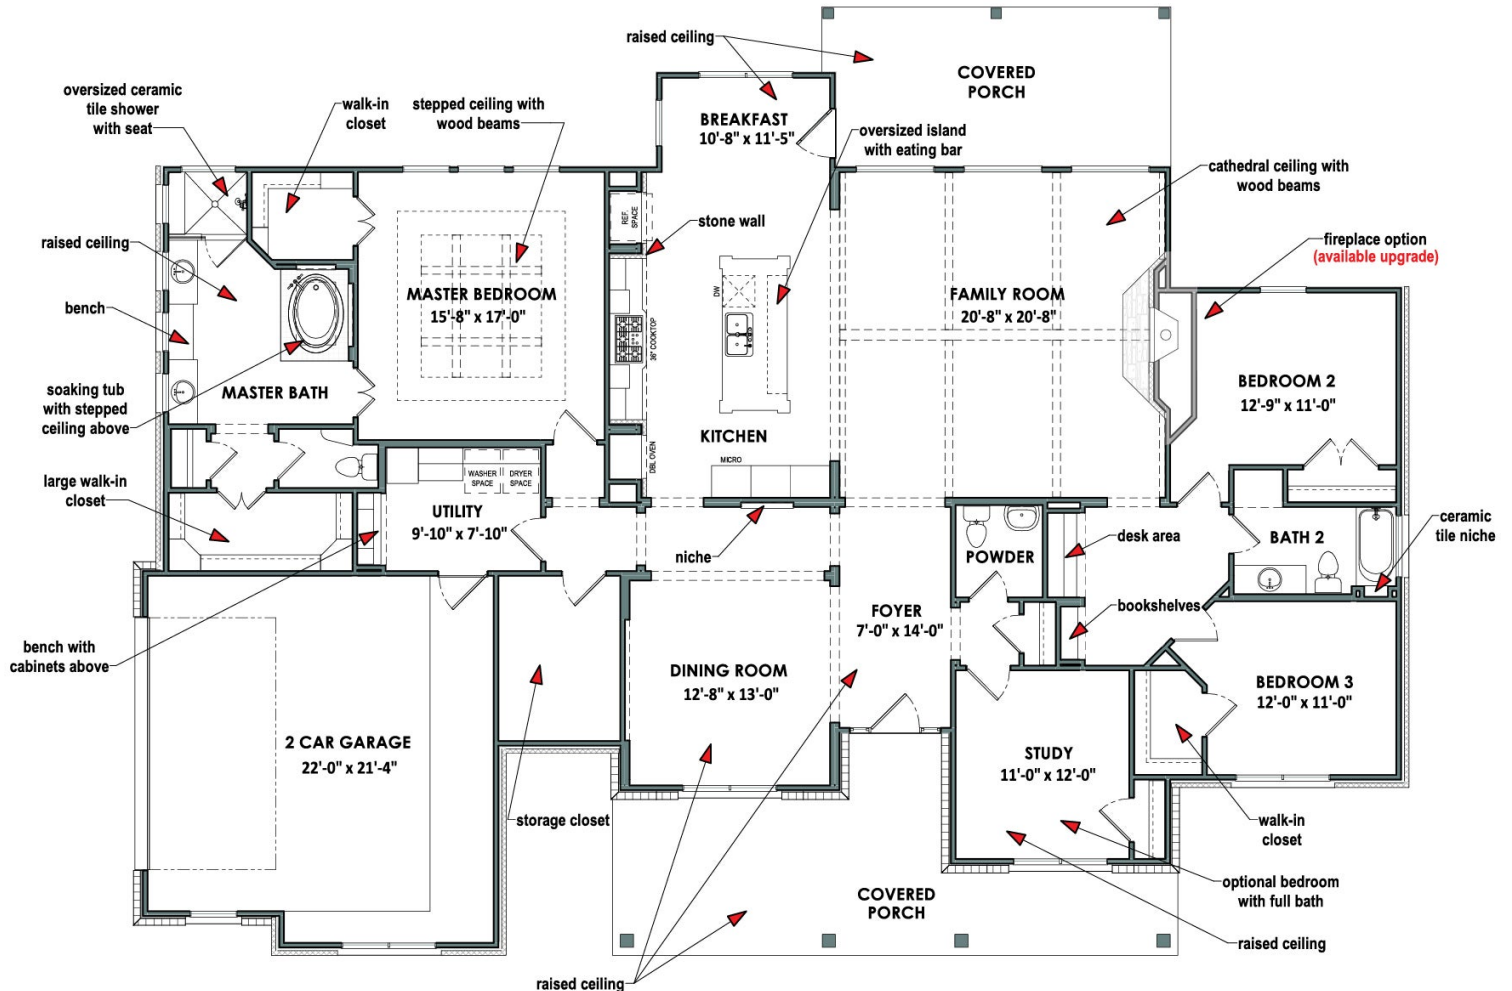 raised ceiling
COVERED
PORCH
oversized ceramic
tile shower
with seat
walk-in
closet
stepped ceiling with
wood beams
BREAKFAST
10'-8" x 11'-5"
oversized island
with eating bar
cathedral ceiling with
wood beams
REF.
SPACE
stone wall
raised ceiling
fireplace option
(available upgrade)
bench
MASTER BEDROOM
15'-8" x 17'-0"
DW
FAMILY ROOM
20'-8" x 20'-8"
36" COOKTOP
soaking tub
with stepped
ceiling above
MASTER BATH
BEDROOM 2
12'-9" x 11'-0"
KITCHEN
DBL OVEN
MICRO
large walk-in
closet
WASHER
SPACE
DRYER
SPACE
UTILITY
9'-10" x 7'-10"
niche
POWDER
desk area
BATH 2
ceramic
tile niche
bench with
cabinets above
FOYER
7'-0" x 14'-0"
bookshelves
DINING ROOM
12'-8" x 13'-0"
BEDROOM 3
12'-0" x 11'-0"
2 CAR GARAGE
22'-0" x 21'-4"
STUDY
11'-0" x 12'-0"
storage closet
walk-in
closet
COVERED
PORCH
optional bedroom
with full bath
raised ceiling
raised ceiling